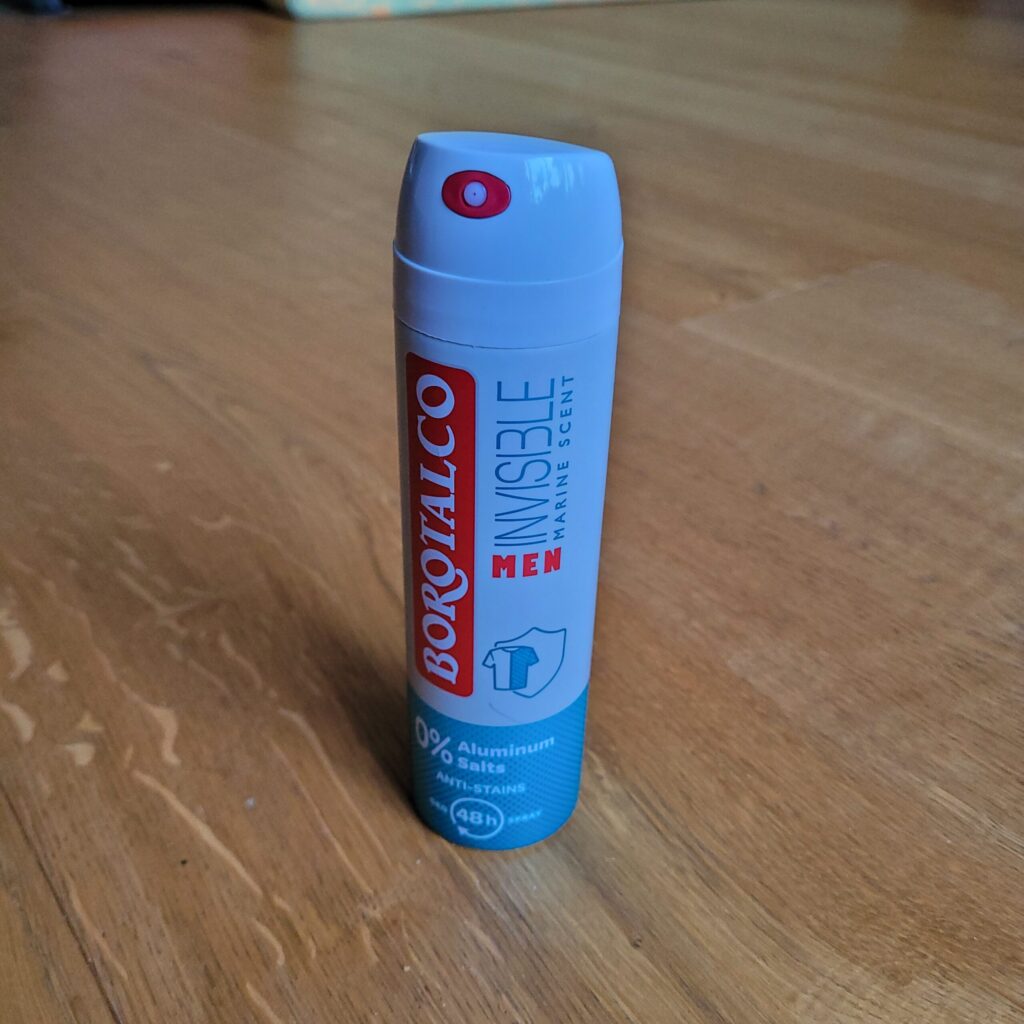 BOROTALCO
MEN INVISIBLE
MARINE SCENT
0% Aluminum
Salts
ANTI-STAINS
DEO 48h SPRAY